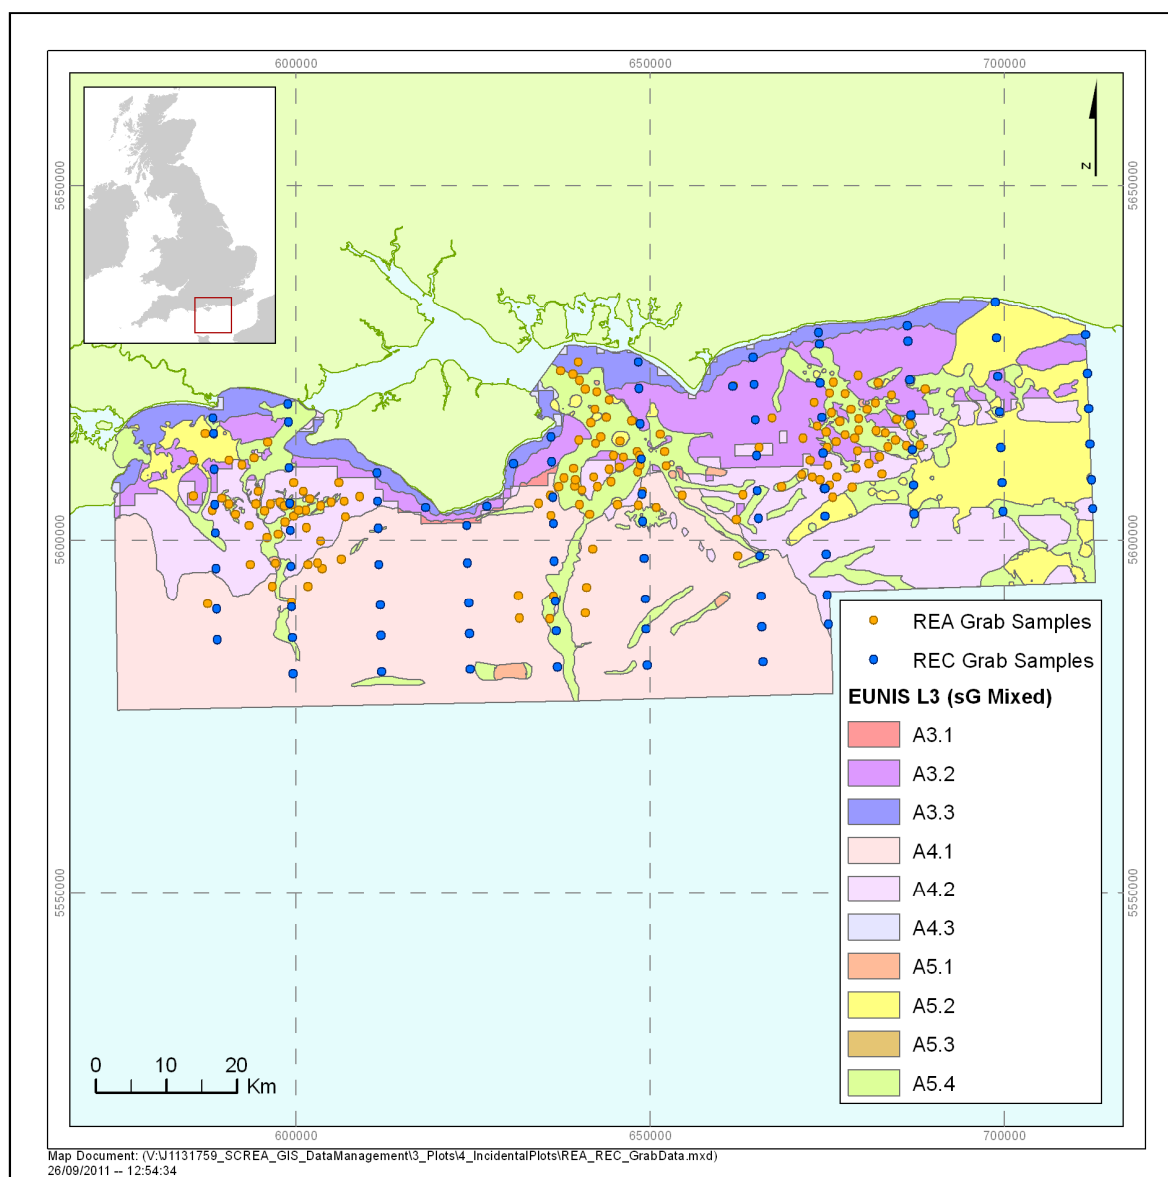 600000 650000 700000
5650000 5650000
z
5600000 5600000
5550000 5550000
REA Grab Samples
REC Grab Samples
EUNIS L3 (sG Mixed)
A3.1
A3.2
A3.3
A4.1
A4.2
A4.3
A5.1
A5.2
A5.3
A5.4
0 10 20
Km
600000 650000 700000
Map Document: (V:\J1131759_SCREA_GIS_DataManagement\3_Plots\4_IncidentalPlots\REA_REC_GrabData.mxd)
26/09/2011 -- 12:54:34